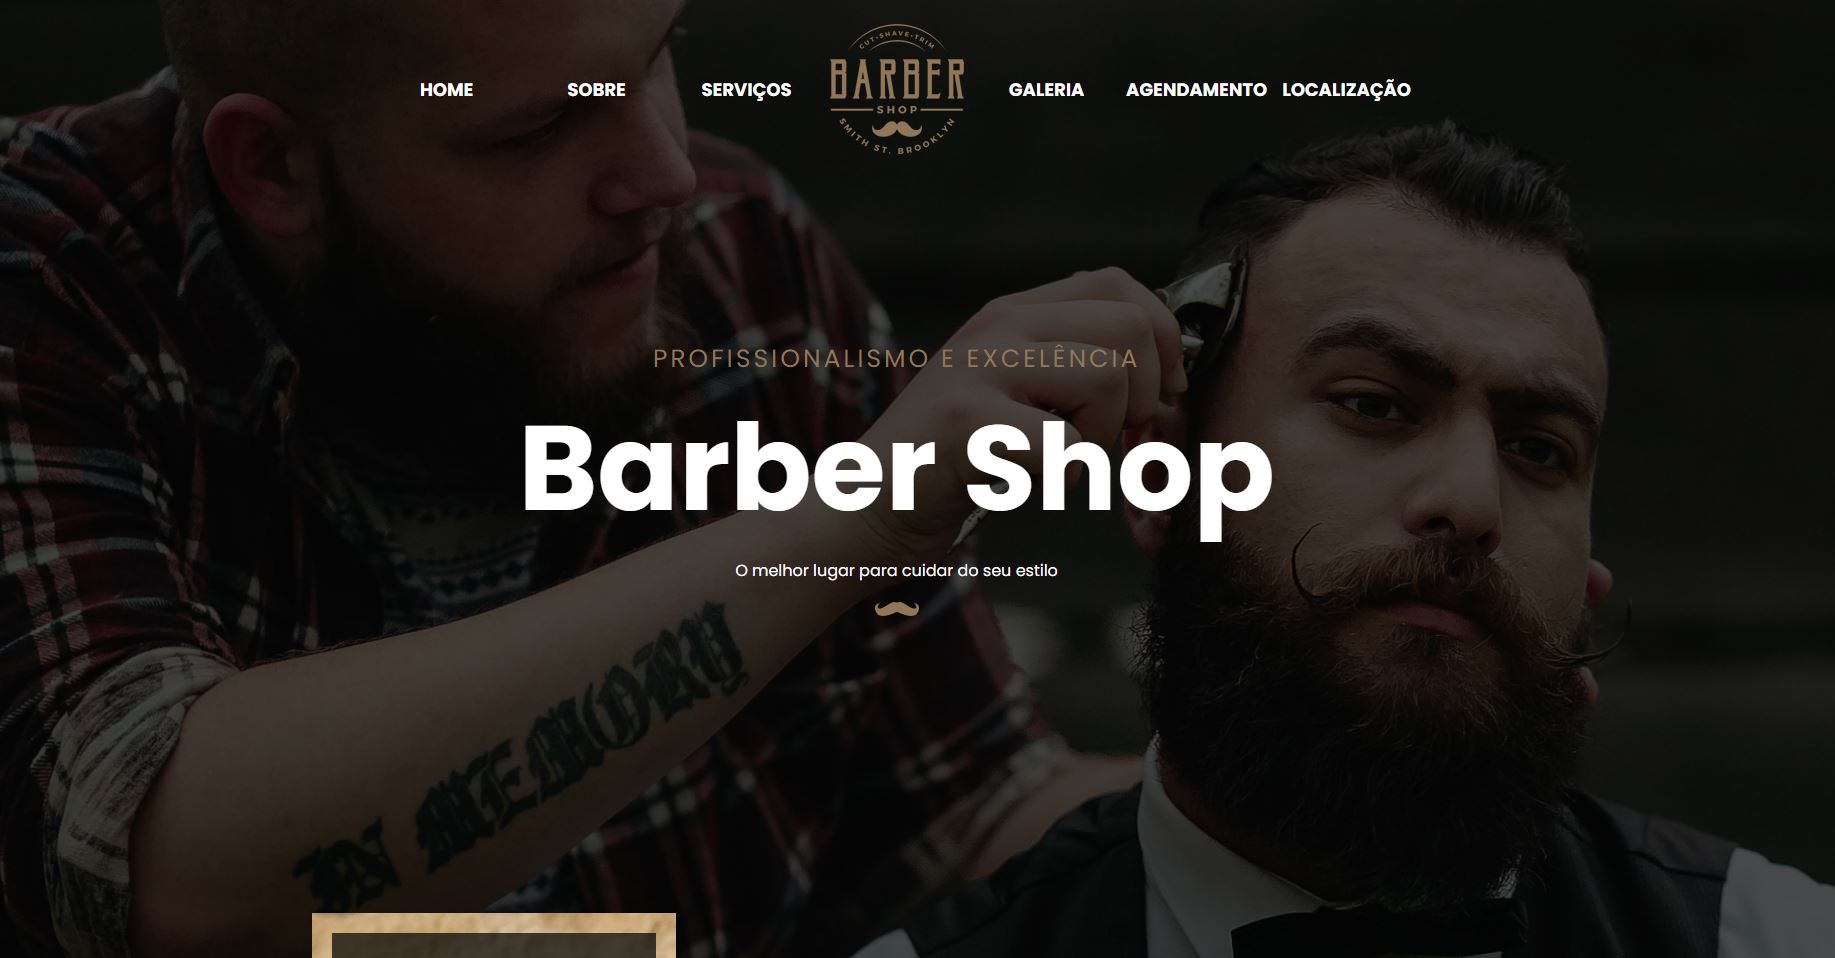 CUT·SHAVE·TRIM
HOME SOBRE SERVIÇOS BARBER GALERIA AGENDAMENTO LOCALIZAÇÃO
SHOP
SMITH ST. BROOKLYN
PROFISSIONALISMO E EXCELÊNCIA
Barber Shop
O melhor lugar para cuidar do seu estilo
IN MEMORY